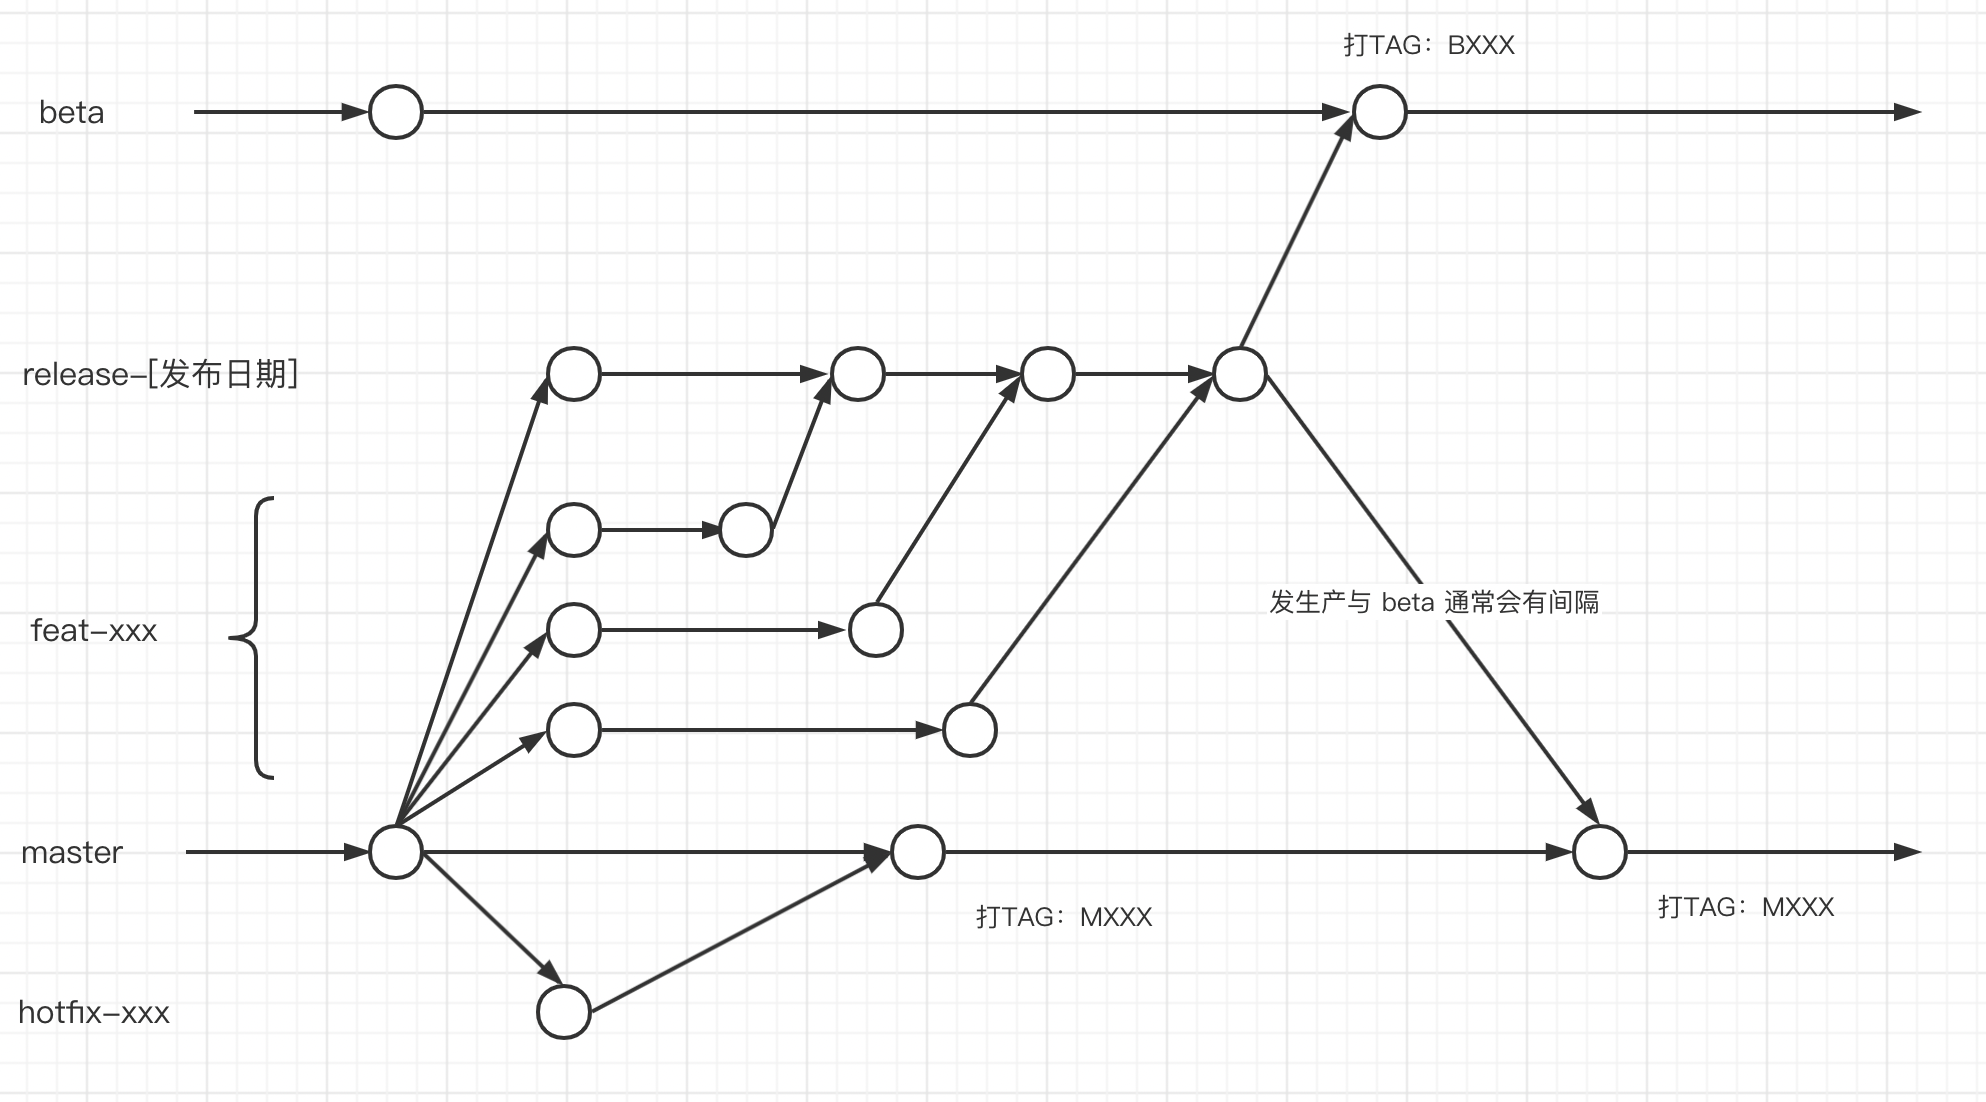 打TAG：BXXX
beta
release-[发布日期]
发生产与 beta 通常会有间隔
feat-xxx
master
打TAG：MXXX
打TAG：MXXX
hotfix-xxx